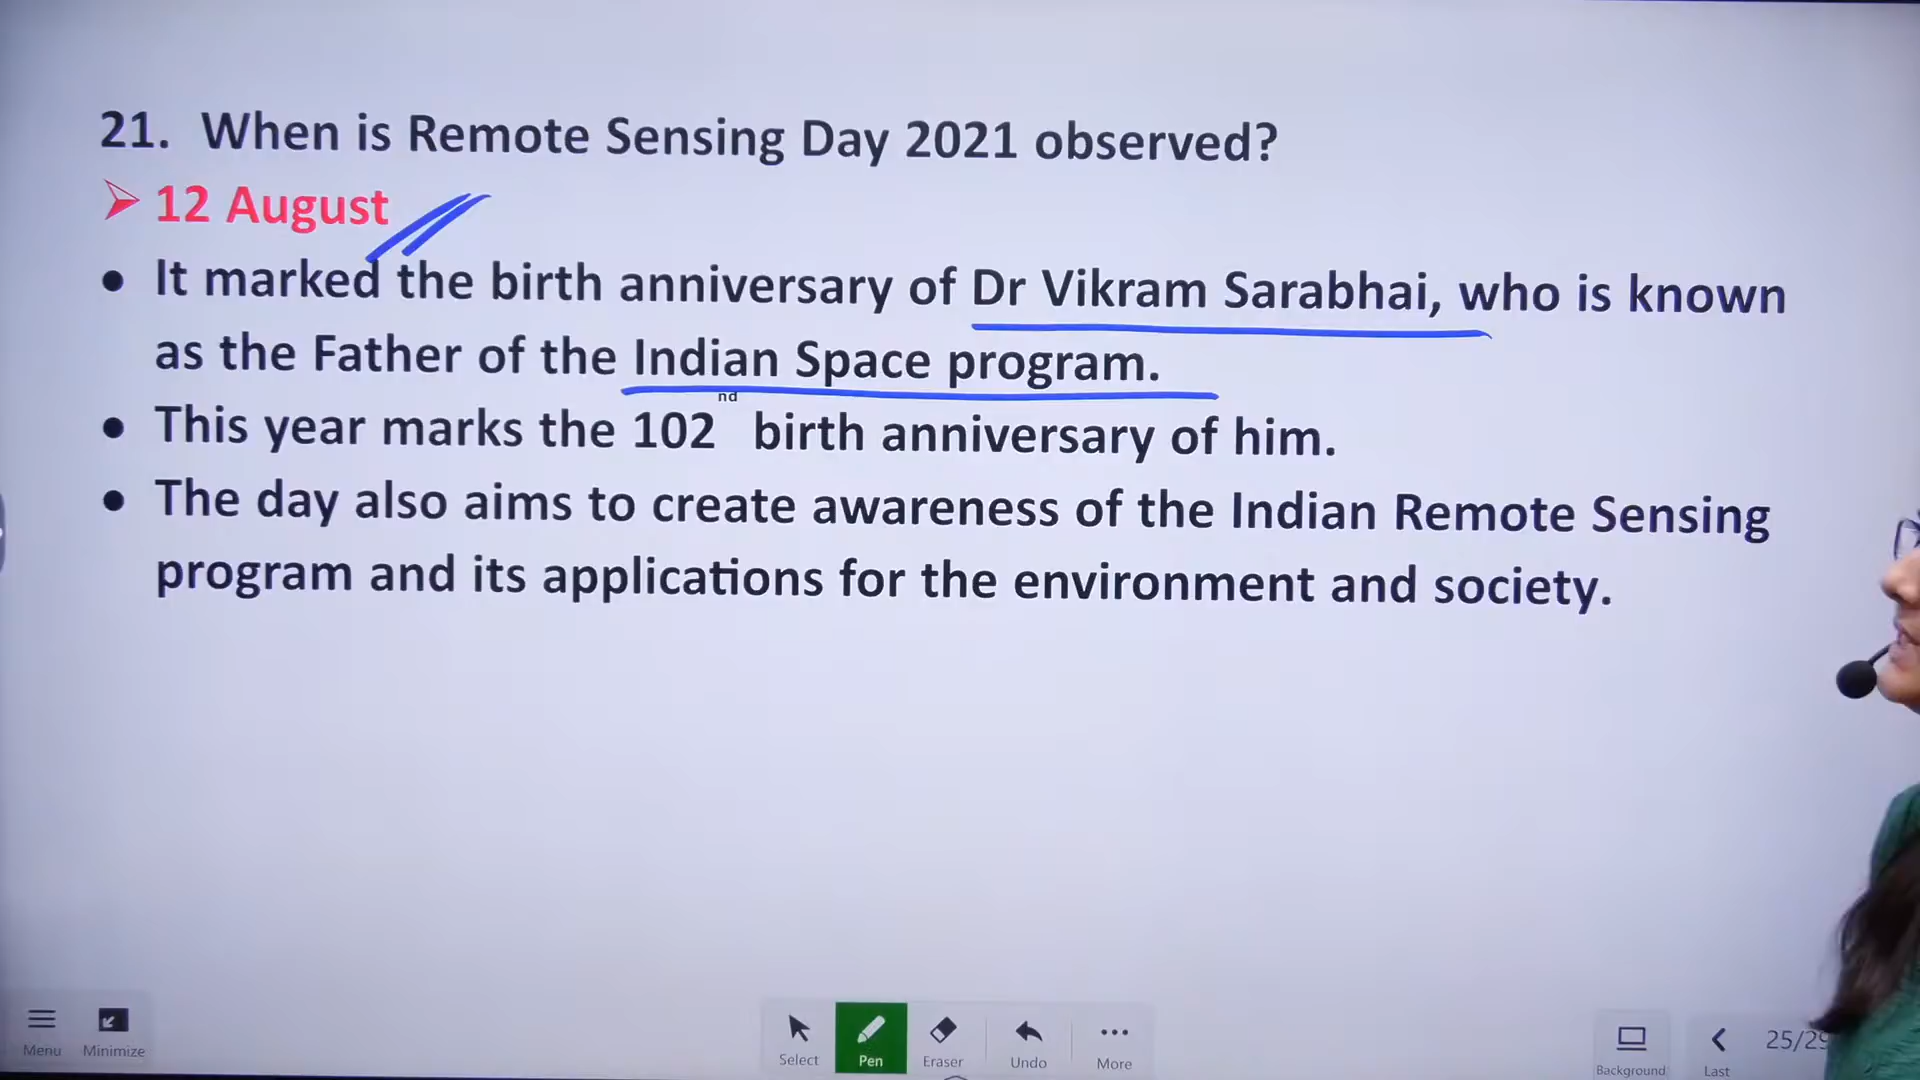 21. When is Remote Sensing Day 2021 observed?
12 August
It marked the birth anniversary of Dr Vikram Sarabhai, who is known
as the Father of the Indian Space program.
This year marks the 102nd birth anniversary of him.
The day also aims to create awareness of the Indian Remote Sensing
program and its applications for the environment and society.
Menu Minimize Select Pen Eraser Undo More Background Last 25/29